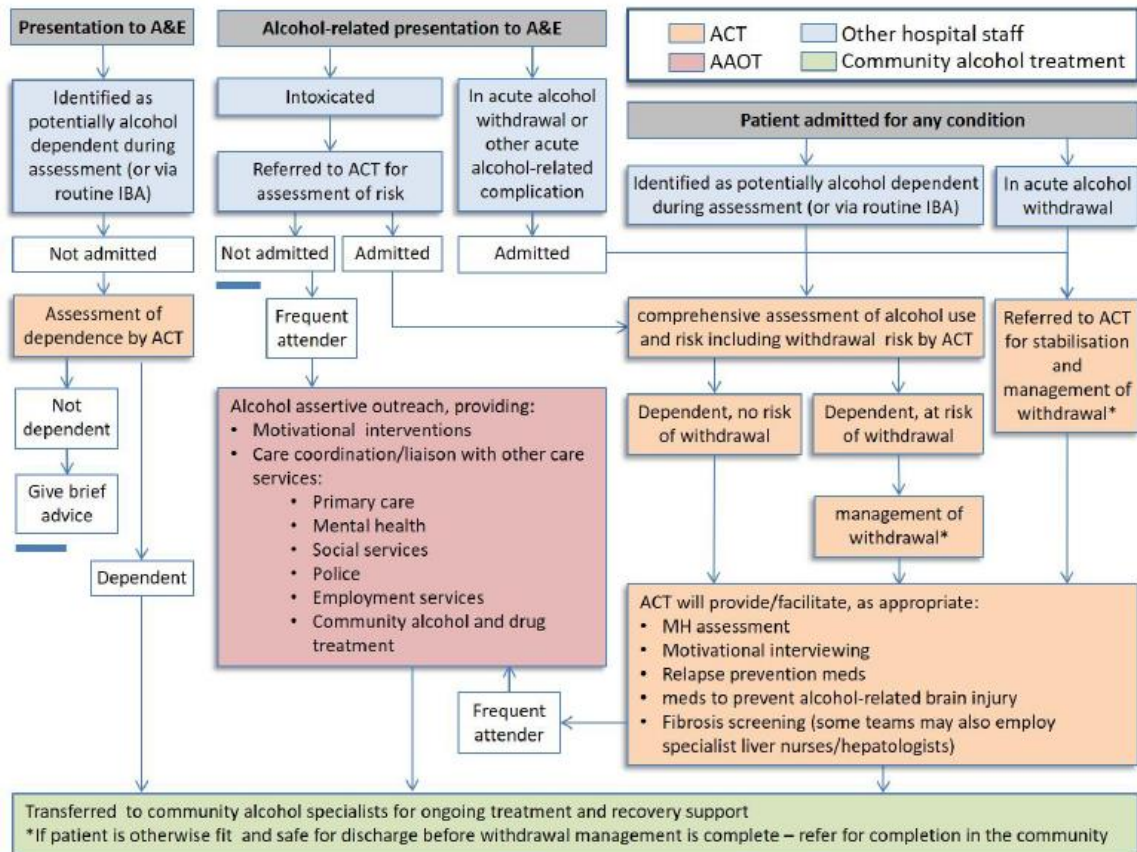 Presentation to A&E
Alcohol-related presentation to A&E
ACT
Other hospital staff
AAOT
Community alcohol treatment
Identified as
potentially alcohol
dependent during
assessment (or via
routine IBA)
Not admitted
Assessment of
dependence by ACT
Not
dependent
Give brief
advice
Dependent
Intoxicated
Referred to ACT for
assessment of risk
Not admitted
Admitted
Frequent
attender
In acute alcohol
withdrawal or
other acute
alcohol-related
complication
Admitted
Alcohol assertive outreach, providing:
• Motivational interventions
• Care coordination/liaison with other care
services:
• Primary care
• Mental health
• Social services
• Police
• Employment services
• Community alcohol and drug
treatment
Patient admitted for any condition
Identified as potentially alcohol dependent
during assessment (or via routine IBA)
In acute alcohol
withdrawal
comprehensive assessment of alcohol use
and risk including withdrawal risk by ACT
Referred to ACT
for stabilisation
and
management of
withdrawal*
Dependent, no risk
of withdrawal
Dependent, at risk
of withdrawal
management of
withdrawal*
ACT will provide/facilitate, as appropriate:
• MH assessment
• Motivational interviewing
• Relapse prevention meds
• meds to prevent alcohol-related brain injury
• Fibrosis screening (some teams may also employ
specialist liver nurses/hepatologists)
Frequent
attender
Transferred to community alcohol specialists for ongoing treatment and recovery support
*If patient is otherwise fit and safe for discharge before withdrawal management is complete – refer for completion in the community